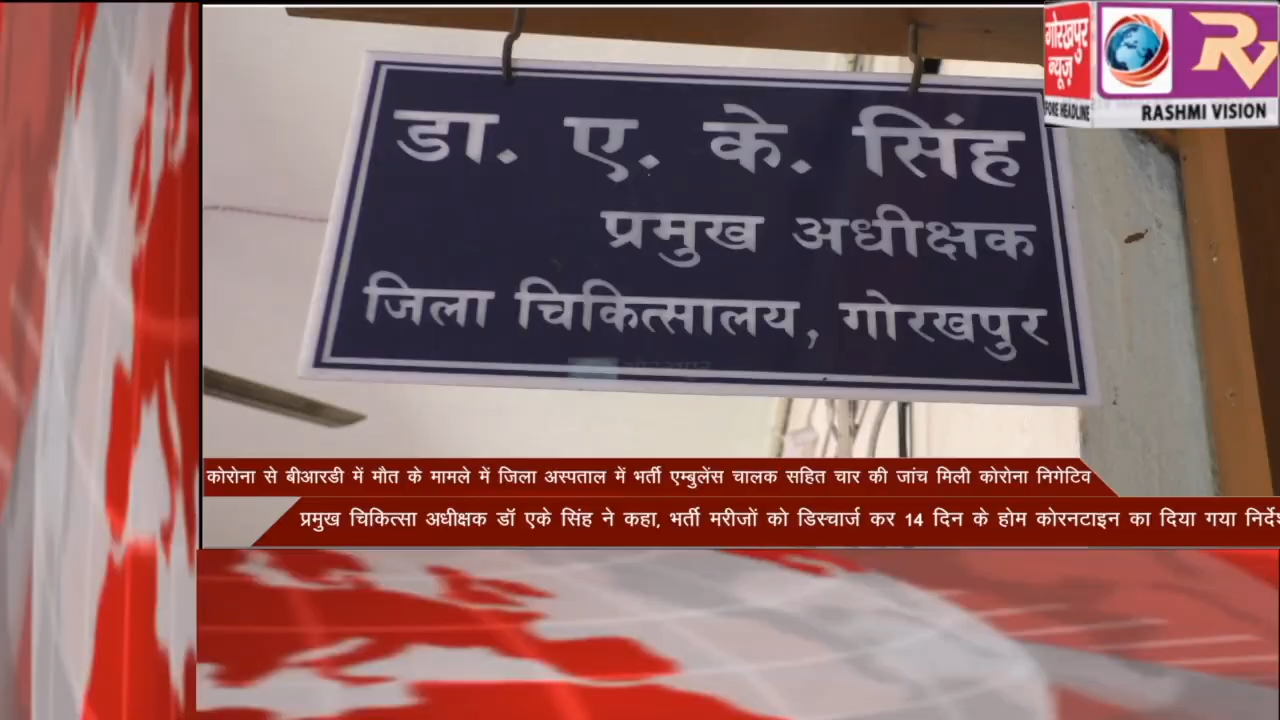 गोरखपुर
न्यूज़
RV
RASHMI VISION
डा. ए. के. सिंह
प्रमुख अधीक्षक
जिला चिकित्सालय, गोरखपुर
कोरोना से बीआरडी में मौत के मामले में जिला अस्पताल में भर्ती एम्बुलेंस चालक सहित चार की जांच मिली कोरोना निगेटिव
प्रमुख चिकित्सा अधीक्षक डॉ एके सिंह ने कहा, भर्ती मरीजों को डिस्चार्ज कर 14 दिन के होम कोरनटाइन का दिया गया